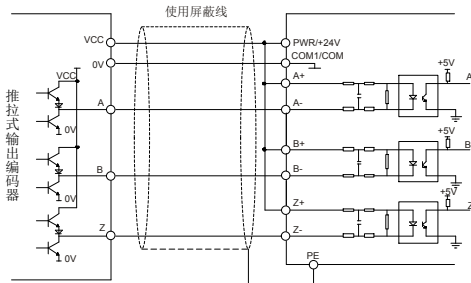 使用屏蔽线
VCC
PWR/+24V
0V
COM1/COM
推拉式输出编码器
VCC
A+
+5V
A
A
A-
0V
B+
+5V
B
B
B-
0V
Z+
+5V
Z
Z
Z-
0V
PE